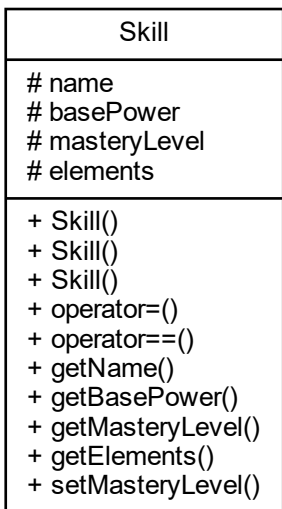 Skill
# name
# basePower
# masteryLevel
# elements
+ Skill()
+ Skill()
+ Skill()
+ operator=()
+ operator==()
+ getName()
+ getBasePower()
+ getMasteryLevel()
+ getElements()
+ setMasteryLevel()